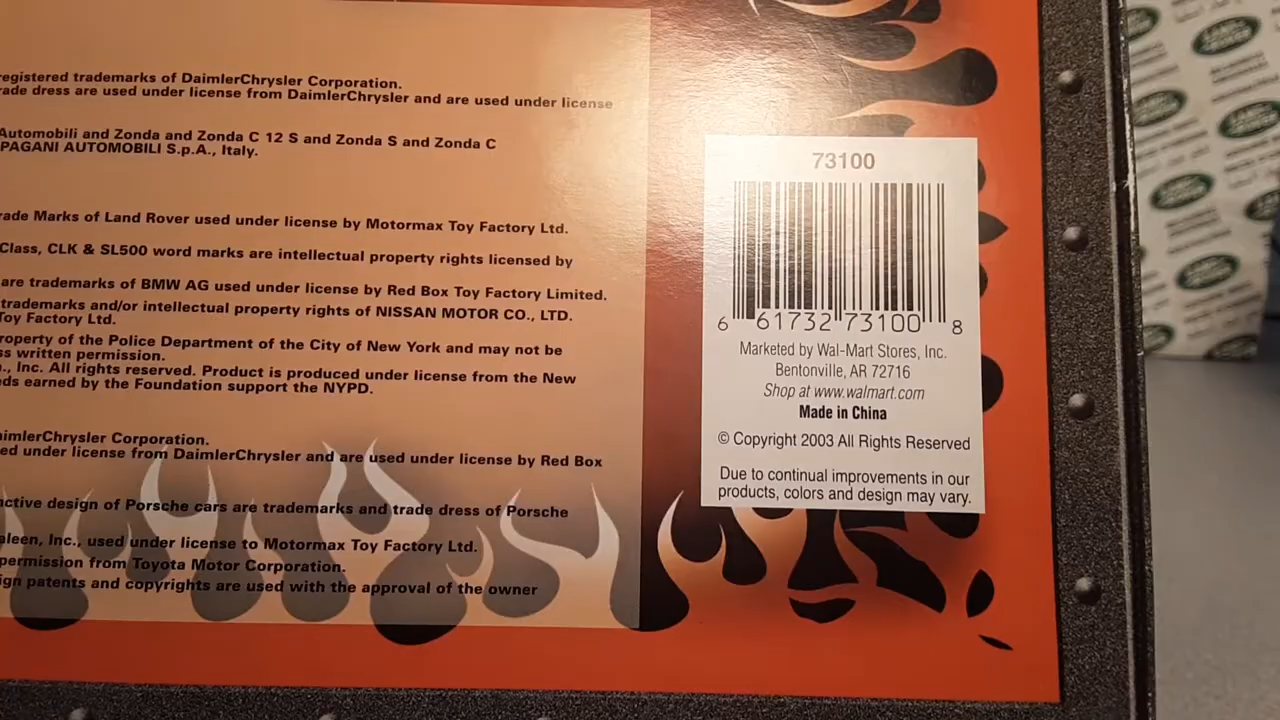 registered trademarks of DaimlerChrysler Corporation.
rade dress are used under license from DaimlerChrysler and are used under license
Automobili and Zonda and Zonda C 12 S and Zonda S and Zonda C
PAGANI AUTOMOBILI S.p.A., Italy.
rade Marks of Land Rover used under license by Motormax Toy Factory Ltd.
Class, CLK & SL500 word marks are intellectual property rights licensed by
are trademarks of BMW AG used under license by Red Box Toy Factory Limited.
trademarks and/or intellectual property rights of NISSAN MOTOR CO., LTD.
Toy Factory Ltd.
roperty of the Police Department of the City of New York and may not be
ss written permission.
., Inc. All rights reserved. Product is produced under license from the New
ds earned by the Foundation support the NYPD.
aimlerChrysler Corporation.
ed under license from DaimlerChrysler and are used under license by Red Box
nctive design of Porsche cars are trademarks and trade dress of Porsche
aleen, Inc., used under license to Motormax Toy Factory Ltd.
permission from Toyota Motor Corporation.
ign patents and copyrights are used with the approval of the owner
73100
6 61732 73100 8
Marketed by Wal-Mart Stores, Inc.
Bentonville, AR 72716
Shop at www.walmart.com
Made in China
© Copyright 2003 All Rights Reserved
Due to continual improvements in our
products, colors and design may vary.